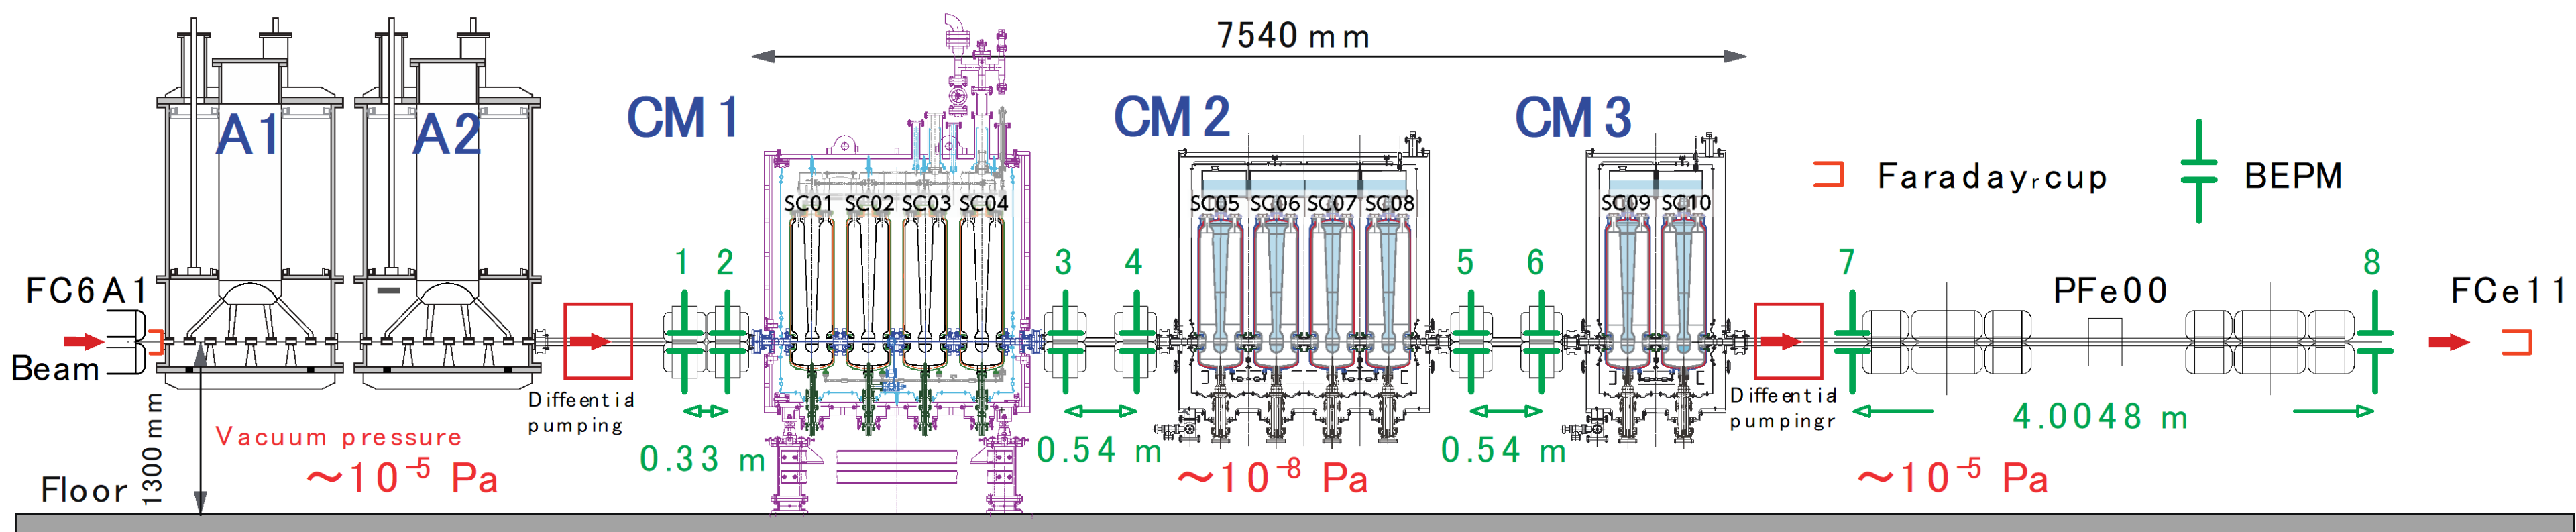 7540 mm
A1
A2
CM 1
CM 2
CM 3
Faradayrcup
BEPM
SC01
SC02
SC03
SC04
SC05
SC06
SC07
SC08
SC09
SC10
FC6A1
Beam
1
2
3
4
5
6
7
8
PFe00
FCe11
Diffeentia
pumping
Diffeentia
pumpingr
0.33 m
0.54 m
0.54 m
4.0048 m
1300 mm
Vacuum pressure
~10⁻⁵ Pa
~10⁻⁸ Pa
~10⁻⁵ Pa
Floor